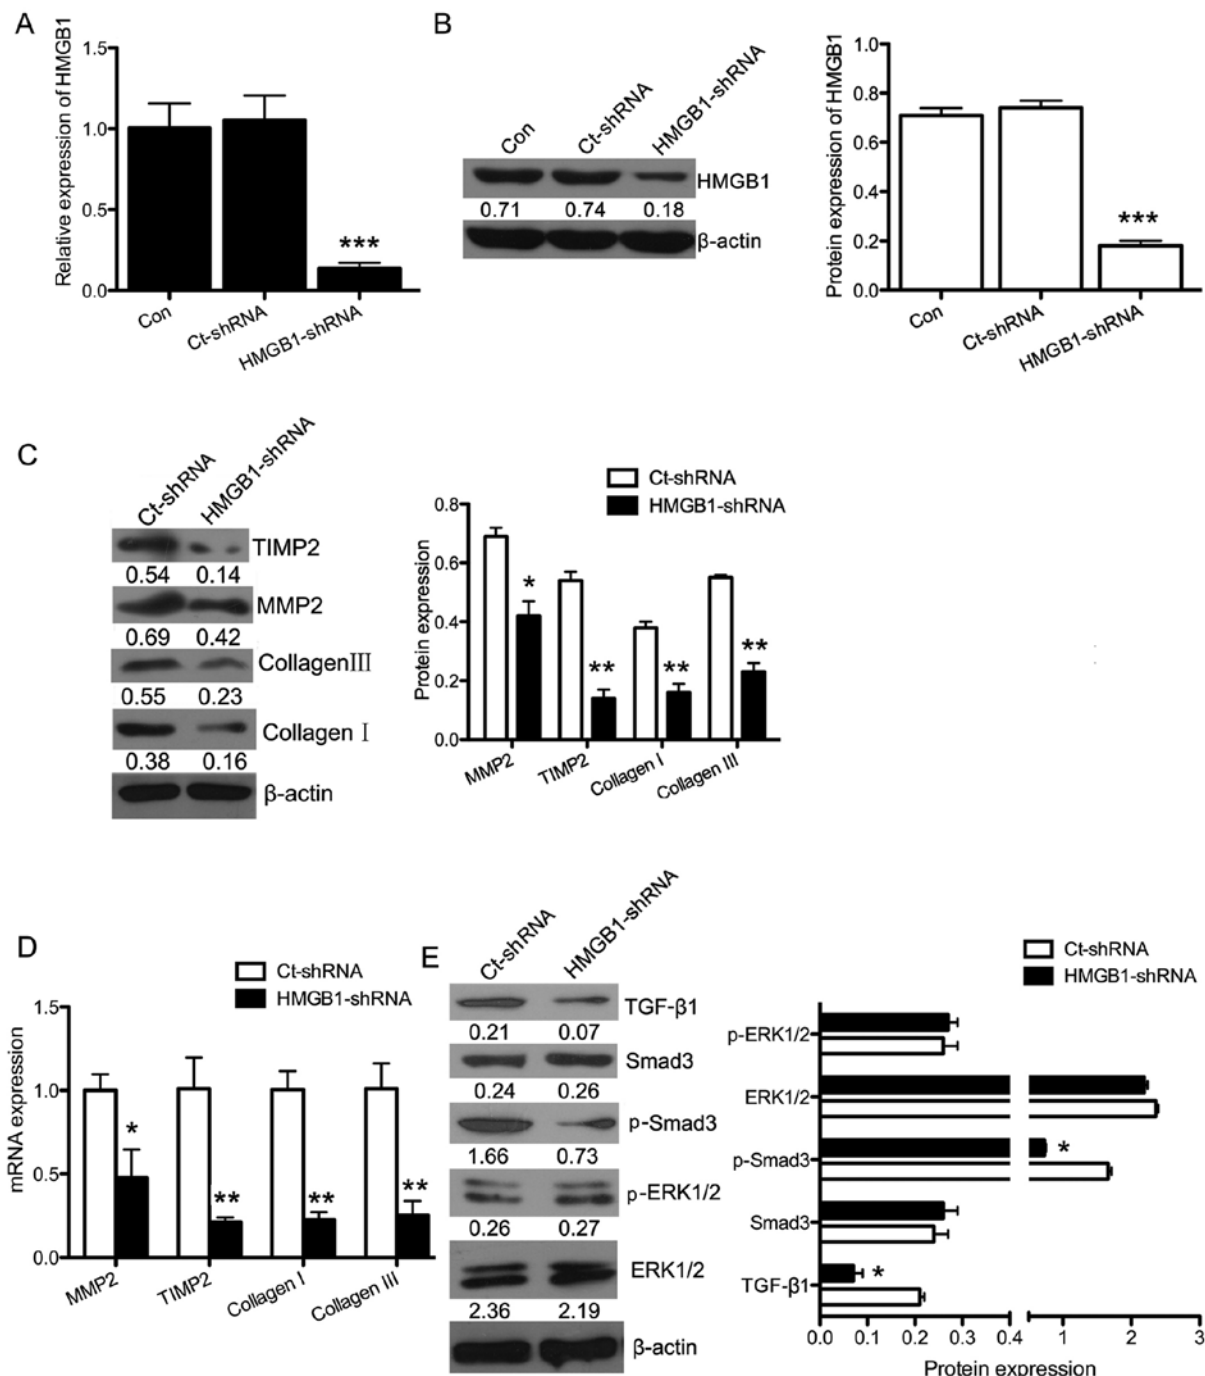 A
Relative expression of HMGB1
1.5
1.0
0.5
0.0
***
Con
Ct-shRNA
HMGB1-shRNA
B
Con
Ct-shRNA
HMGB1-shRNA
HMGB1
0.71 0.74 0.18
β-actin
Protein expression of HMGB1
1.0
0.8
0.6
0.4
0.2
0.0
***
Con
Ct-shRNA
HMGB1-shRNA
C
Ct-shRNA
HMGB1-shRNA
TIMP2
0.54 0.14
MMP2
0.69 0.42
CollagenIII
0.55 0.23
Collagen I
0.38 0.16
β-actin
Ct-shRNA
HMGB1-shRNA
Protein expression
0.8
0.6
0.4
0.2
0.0
*
**
**
**
MMP2
TIMP2
Collagen I
Collagen III
D
Ct-shRNA
HMGB1-shRNA
mRNA expression
1.5
1.0
0.5
0.0
*
**
**
**
MMP2
TIMP2
Collagen I
Collagen III
E
Ct-shRNA
HMGB1-shRNA
TGF-β1
0.21 0.07
Smad3
0.24 0.26
p-Smad3
1.66 0.73
p-ERK1/2
0.26 0.27
ERK1/2
2.36 2.19
β-actin
Ct-shRNA
HMGB1-shRNA
p-ERK1/2
ERK1/2
p-Smad3
*
Smad3
TGF-β1
*
0.0 0.1 0.2 0.3 0.4 1 2 3
Protein expression